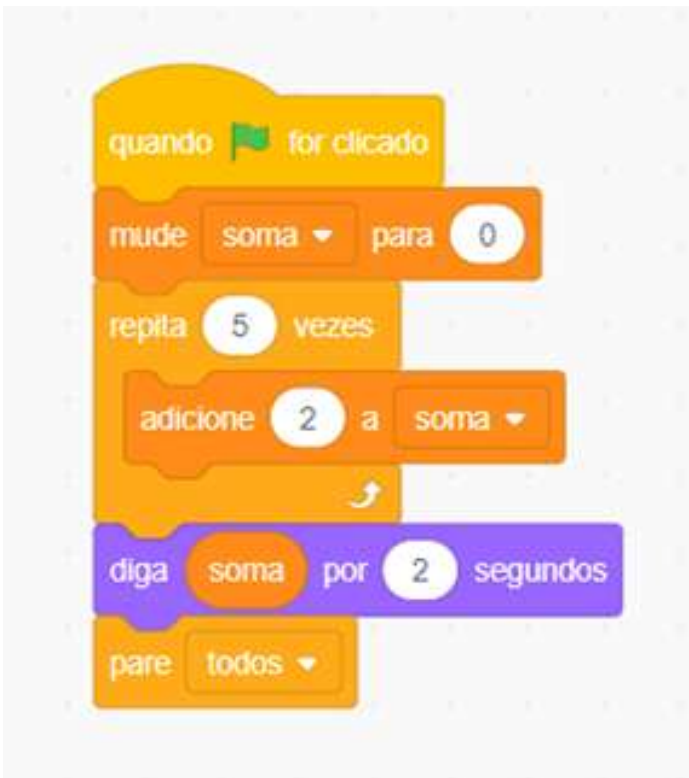 quando for clicado
mude soma para 0
repita 5 vezes
adicione 2 a soma
diga soma por 2 segundos
pare todos